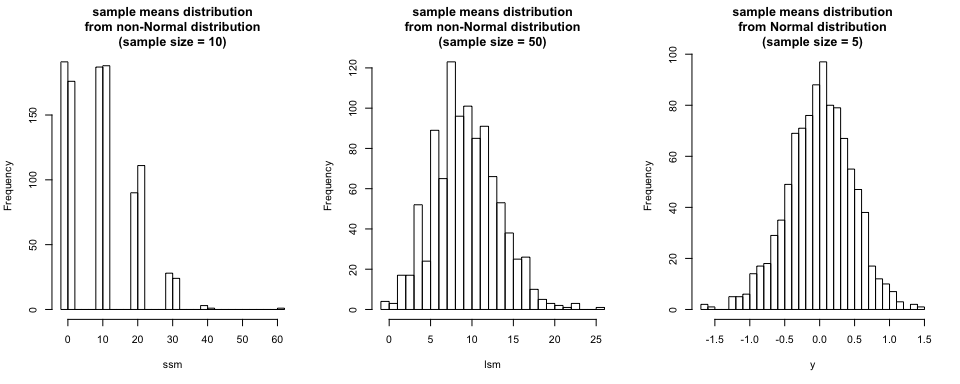 sample means distribution
from non-Normal distribution
(sample size = 10)
Frequency
0
50
100
150
0
10
20
30
40
50
60
ssm
sample means distribution
from non-Normal distribution
(sample size = 50)
Frequency
0
20
40
60
80
100
120
0
5
10
15
20
25
lsm
sample means distribution
from Normal distribution
(sample size = 5)
Frequency
0
20
40
60
80
100
-1.5
-1.0
-0.5
0.0
0.5
1.0
1.5
y